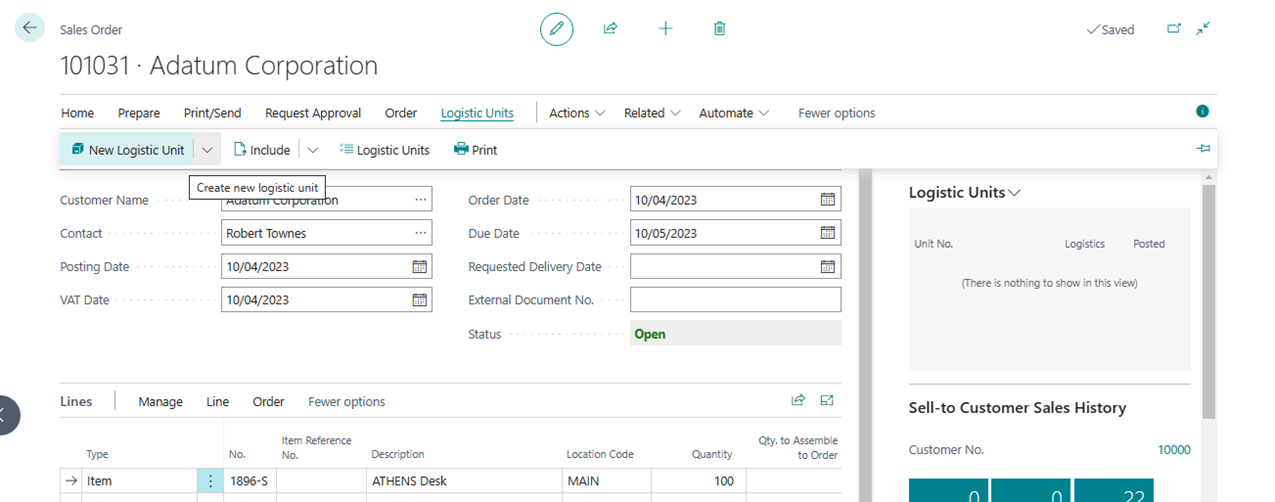 Sales Order
Saved
101031 · Adatum Corporation
Home Prepare Print/Send Request Approval Order Logistic Units Actions Related Automate Fewer options
New Logistic Unit Include Logistic Units Print
Create new logistic unit
Customer Name Adatum Corporation Order Date 10/04/2023
Contact Robert Townes Due Date 10/05/2023
Posting Date 10/04/2023 Requested Delivery Date
VAT Date 10/04/2023 External Document No.
Status Open
Logistic Units
Unit No. Logistics Posted
(There is nothing to show in this view)
Lines Manage Line Order Fewer options
Type No. Item Reference No. Description Location Code Quantity Qty. to Assemble to Order
Item 1896-S ATHENS Desk MAIN 100
Sell-to Customer Sales History
Customer No. 10000
0 0 22